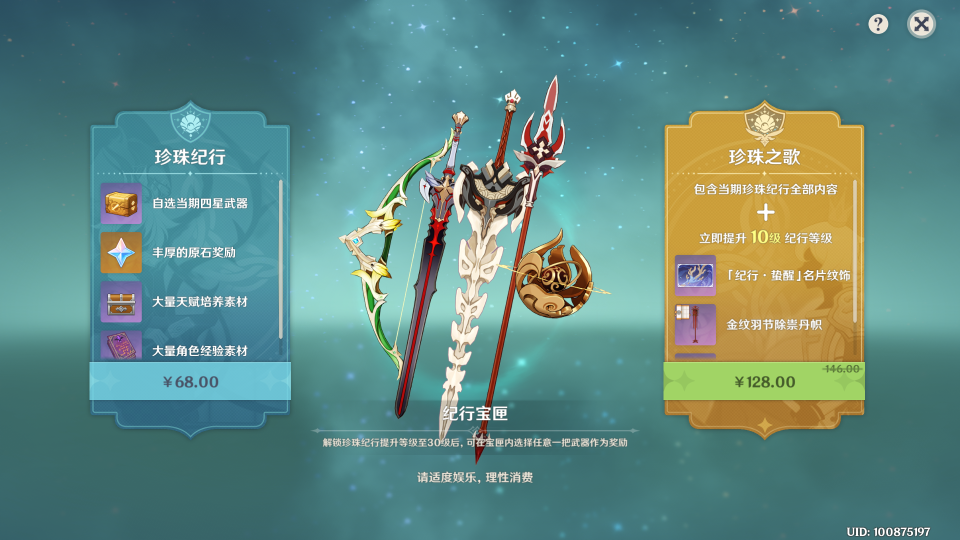 ?
珍珠纪行
自选当期四星武器
丰厚的原石奖励
大量天赋培养素材
大量角色经验素材
¥68.00
纪行宝匣
解锁珍珠纪行提升等级至30级后，可在宝匣内选择任意一把武器作为奖励
请适度娱乐，理性消费
珍珠之歌
包含当期珍珠纪行全部内容
+
立即提升 10级 纪行等级
「纪行·蛰醒」名片纹饰
金纹羽节除祟丹帜
146.00
¥128.00
UID: 100875197